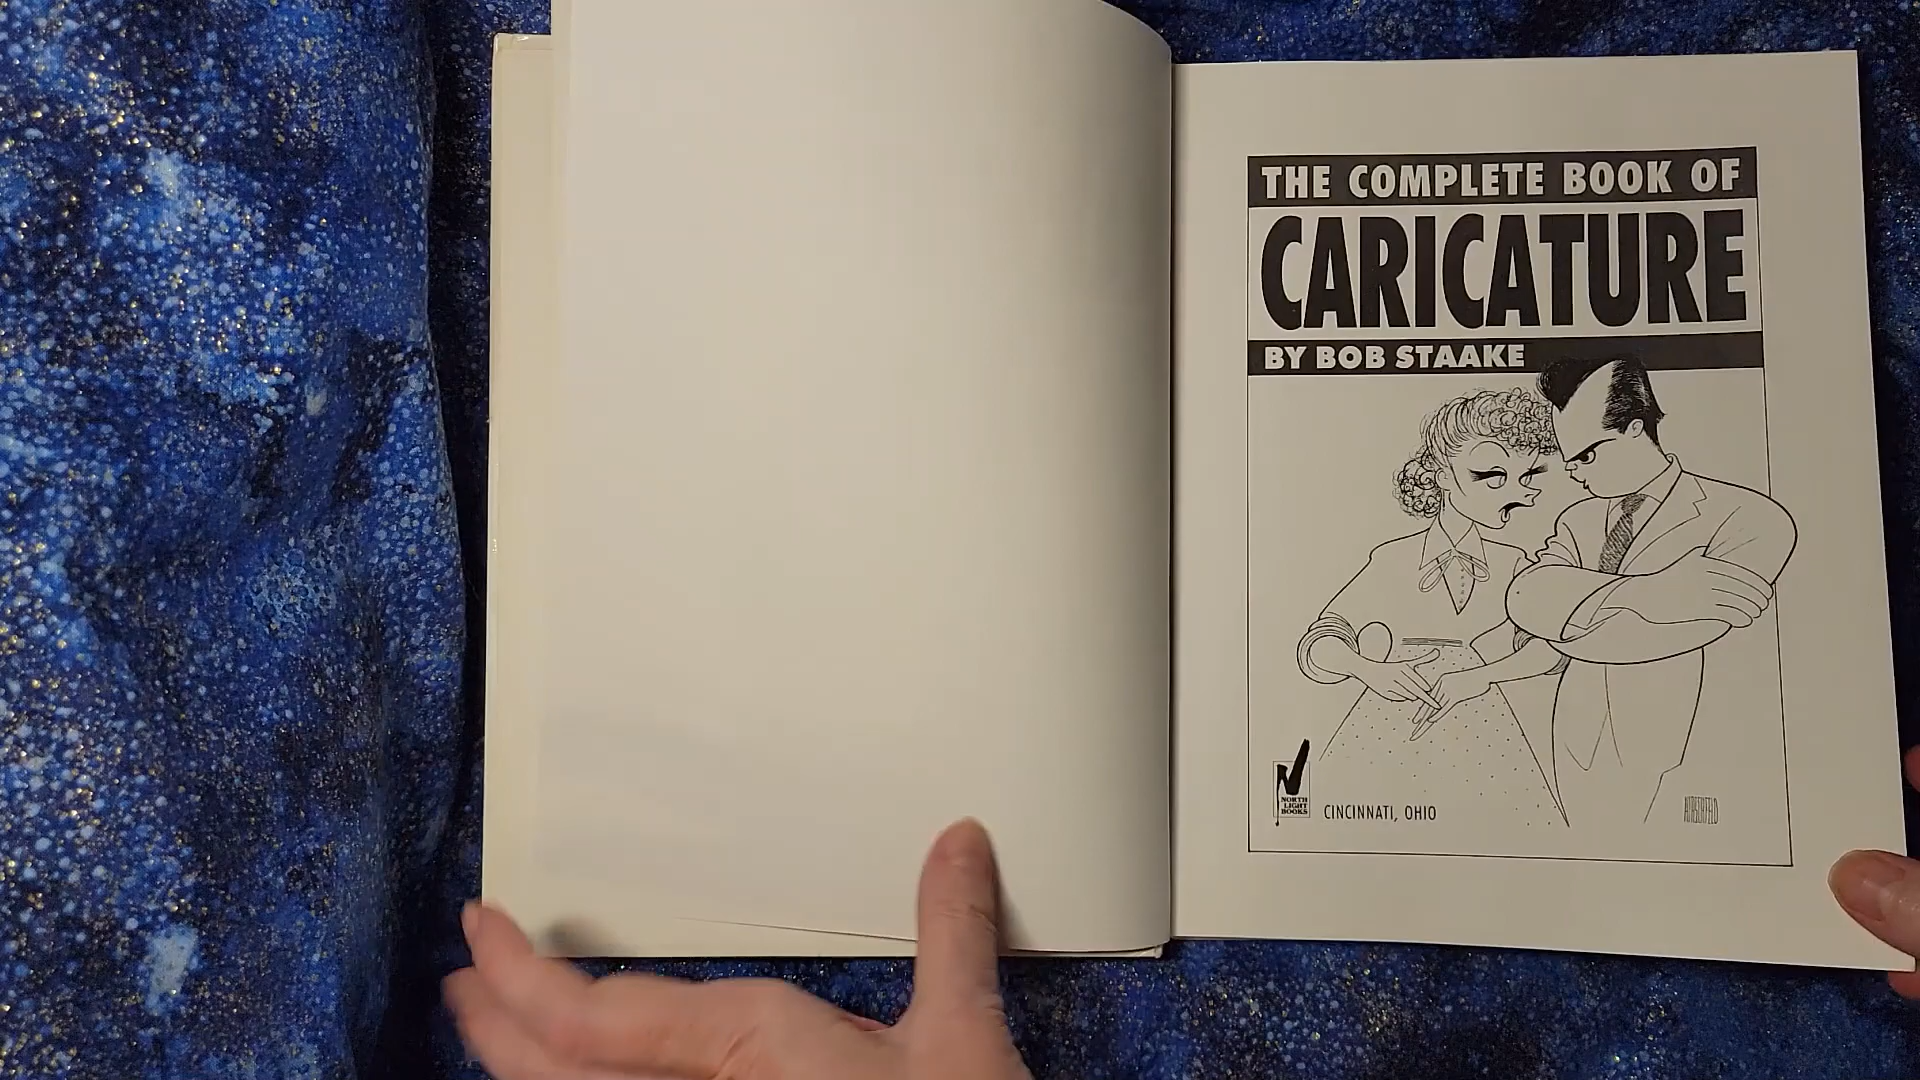 THE COMPLETE BOOK OF
CARICATURE
BY BOB STAAKE
NORTH
LIGHT
BOOKS
CINCINNATI, OHIO
HIRSCHFELD